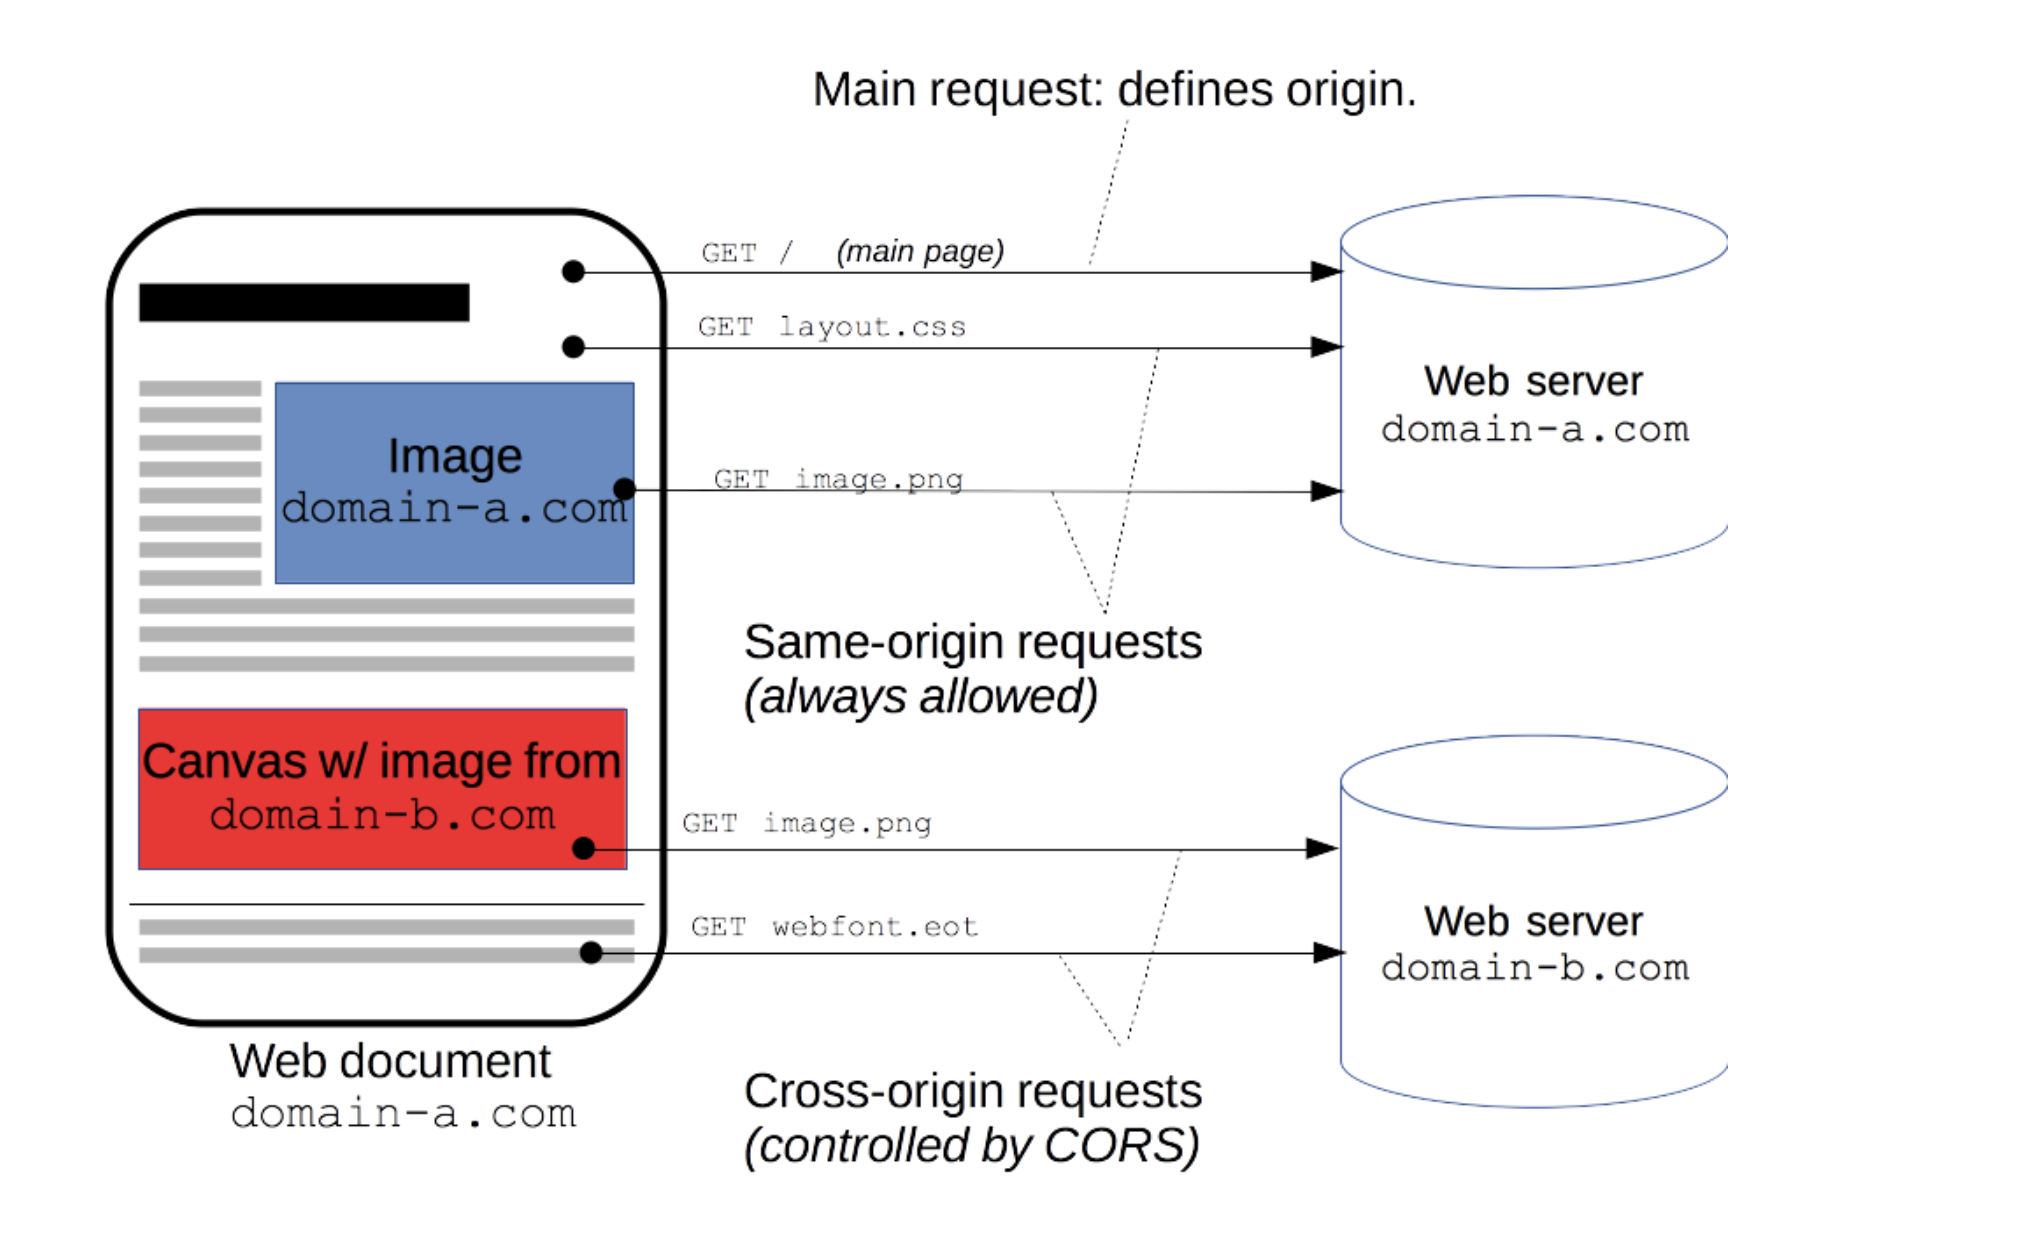 Main request: defines origin.
GET / (main page)
GET layout.css
Image
domain-a.com
GET image.png
Web server
domain-a.com
Same-origin requests
(always allowed)
Canvas w/ image from
domain-b.com
GET image.png
GET webfont.eot
Web server
domain-b.com
Web document
domain-a.com
Cross-origin requests
(controlled by CORS)